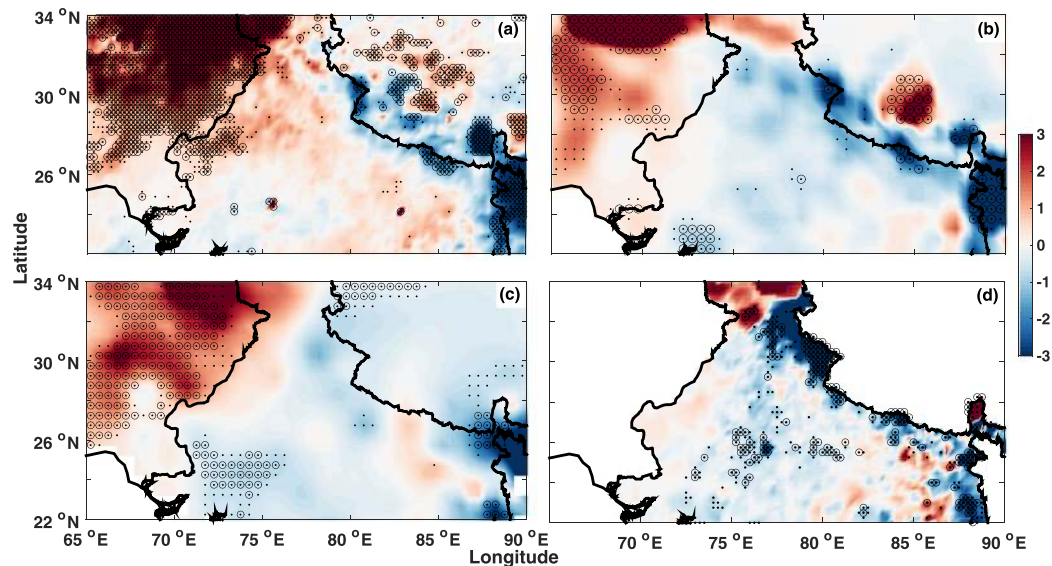 34 °N
(a)
(b)
30 °N
26 °N
3
2
1
0
-1
-2
-3
Latitude
34 °N
(c)
(d)
30 °N
26 °N
22 °N
65 °E 70 °E 75 °E 80 °E 85 °E 90 °E
70 °E 75 °E 80 °E 85 °E 90 °E
Longitude